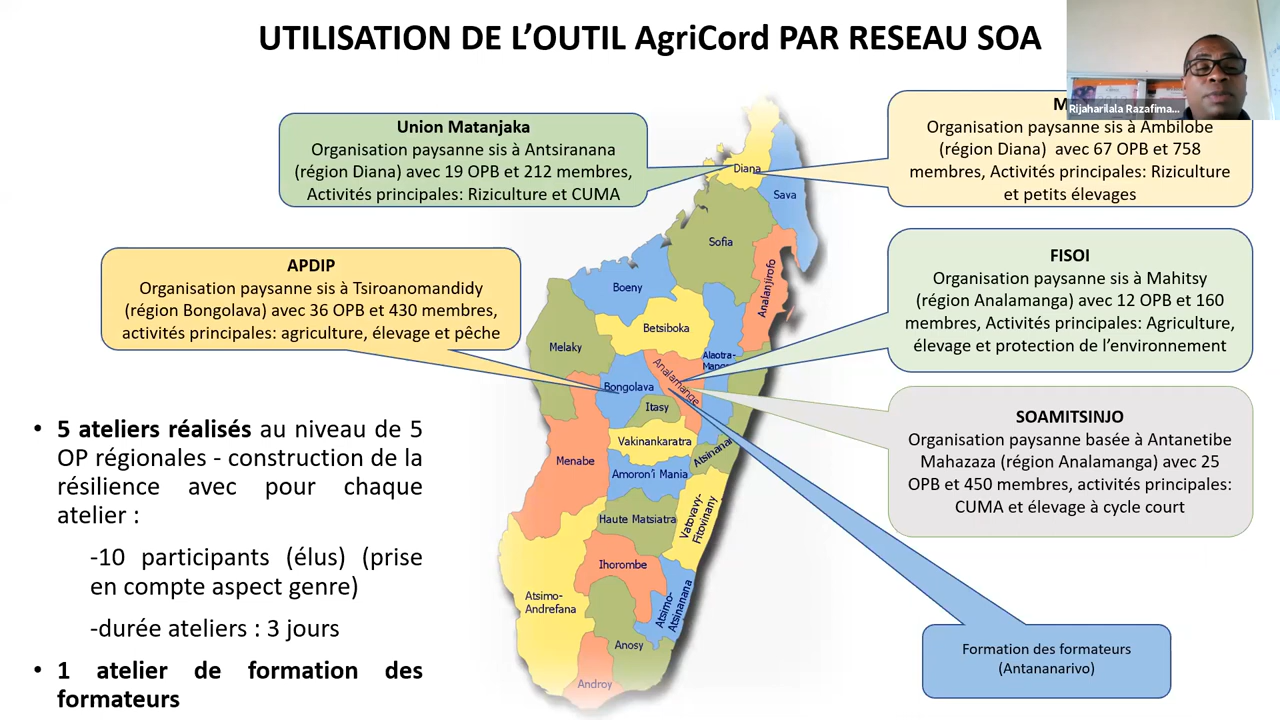 UTILISATION DE L’OUTIL AgriCord PAR RESEAU SOA
Rijaharilala Razafima...
Union Matanjaka
Organisation paysanne sis à Antsiranana
(région Diana) avec 19 OPB et 212 membres,
Activités principales: Riziculture et CUMA
Organisation paysanne sis à Ambilobe
(région Diana) avec 67 OPB et 758
membres, Activités principales: Riziculture
et petits élevages
APDIP
Organisation paysanne sis à Tsiroanomandidy
(région Bongolava) avec 36 OPB et 430 membres,
activités principales: agriculture, élevage et pêche
FISOI
Organisation paysanne sis à Mahitsy
(région Analamanga) avec 12 OPB et 160
membres, Activités principales: Agriculture,
élevage et protection de l’environnement
SOAMITSINJO
Organisation paysanne basée à Antanetibe
Mahazaza (région Analamanga) avec 25
OPB et 450 membres, activités principales:
CUMA et élevage à cycle court
Formation des formateurs
(Antananarivo)
• 5 ateliers réalisés au niveau de 5
OP régionales - construction de la
résilience avec pour chaque
atelier :
-10 participants (élus) (prise
en compte aspect genre)
-durée ateliers : 3 jours
• 1 atelier de formation des
formateurs
Diana
Sava
Sofia
Analanjirofo
Boeny
Betsiboka
Melaky
Alaotra-
Analamanga
Bongolava
Itasy
Vakinankaratra
Atsinanan
Menabe
Amoron'i Mania
Haute Matsiatra
Vatovavy-
Fitovinany
Ihorombe
Atsimo-
Andrefana
Atsimo-
Atsinanana
Anosy
Androy